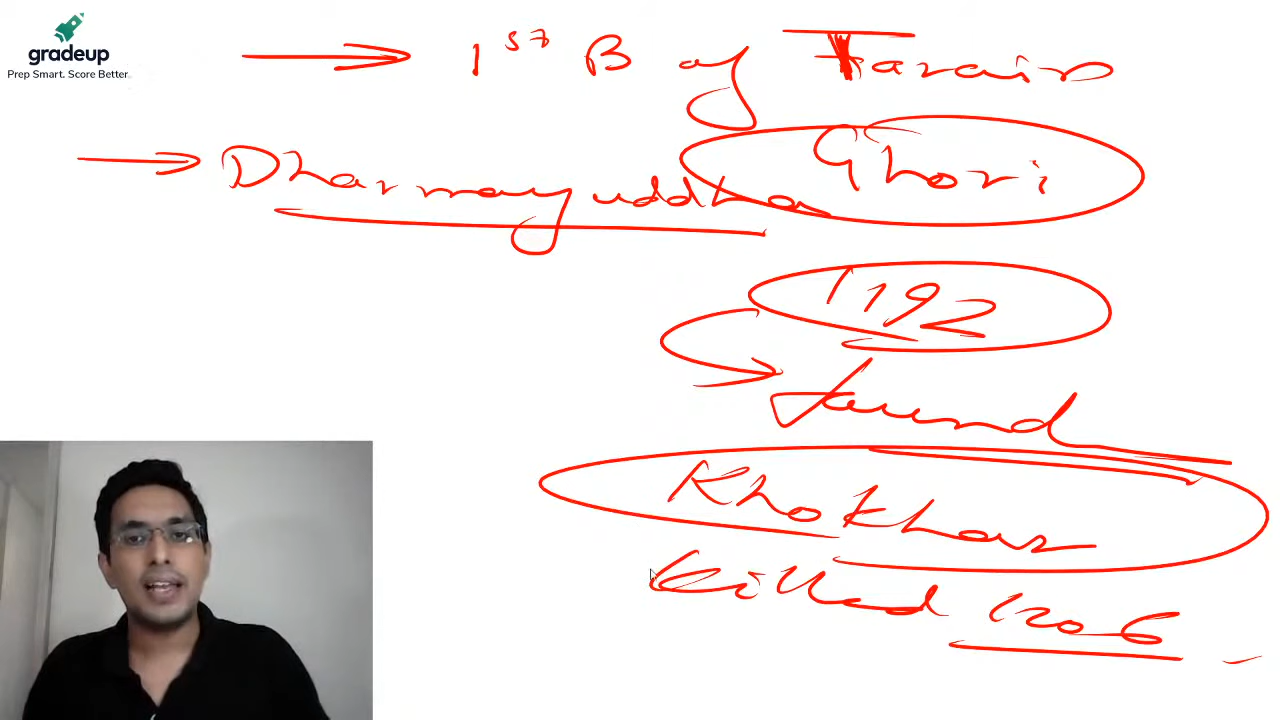 gradeup
Prep Smart. Score Better.
→ 1st B of Tarain
→ Dharmayuddha Ghori
1192
Khokhar
killed 1206